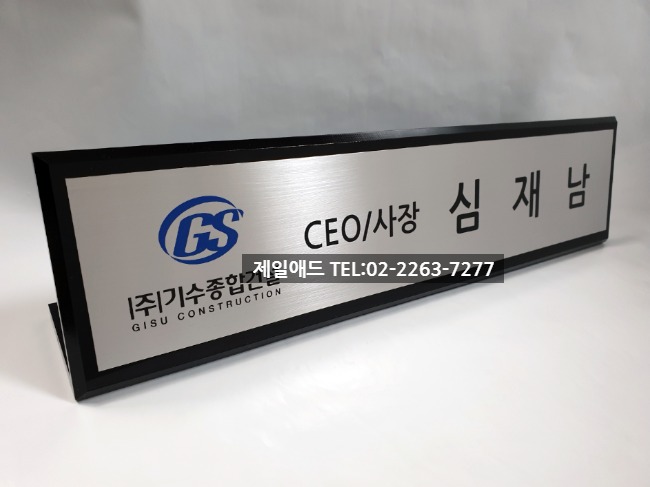 GS
CEO/사장 심 재 남
제일애드 TEL:02-2263-7277
(주)기수종합건설
GISU CONSTRUCTION